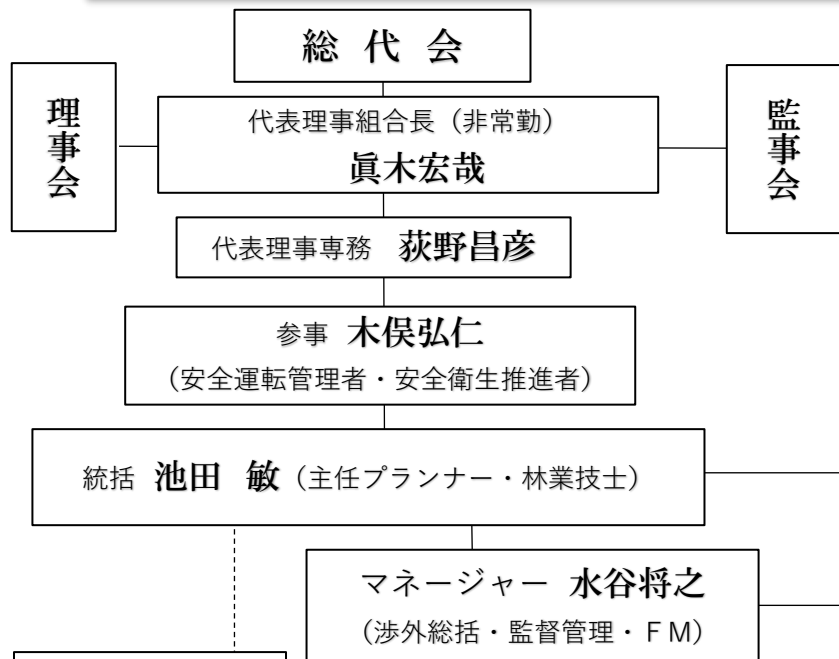 総代会
理事会
代表理事組合長（非常勤）
眞木宏哉
監事会
代表理事専務 荻野昌彦
参事 木俣弘仁
（安全運転管理者・安全衛生推進者）
統括 池田 敏（主任プランナー・林業技士）
マネージャー 水谷将之
（渉外総括・監督管理・ＦＭ）